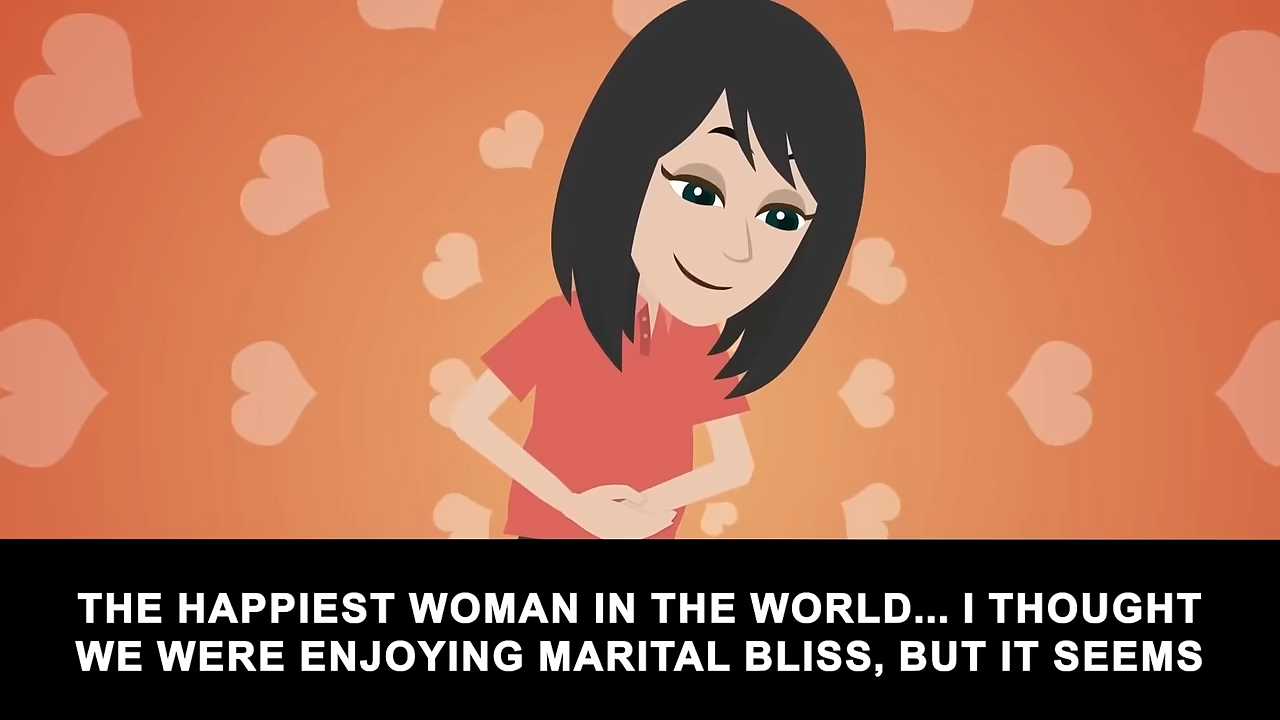 THE HAPPIEST WOMAN IN THE WORLD... I THOUGHT
WE WERE ENJOYING MARITAL BLISS, BUT IT SEEMS